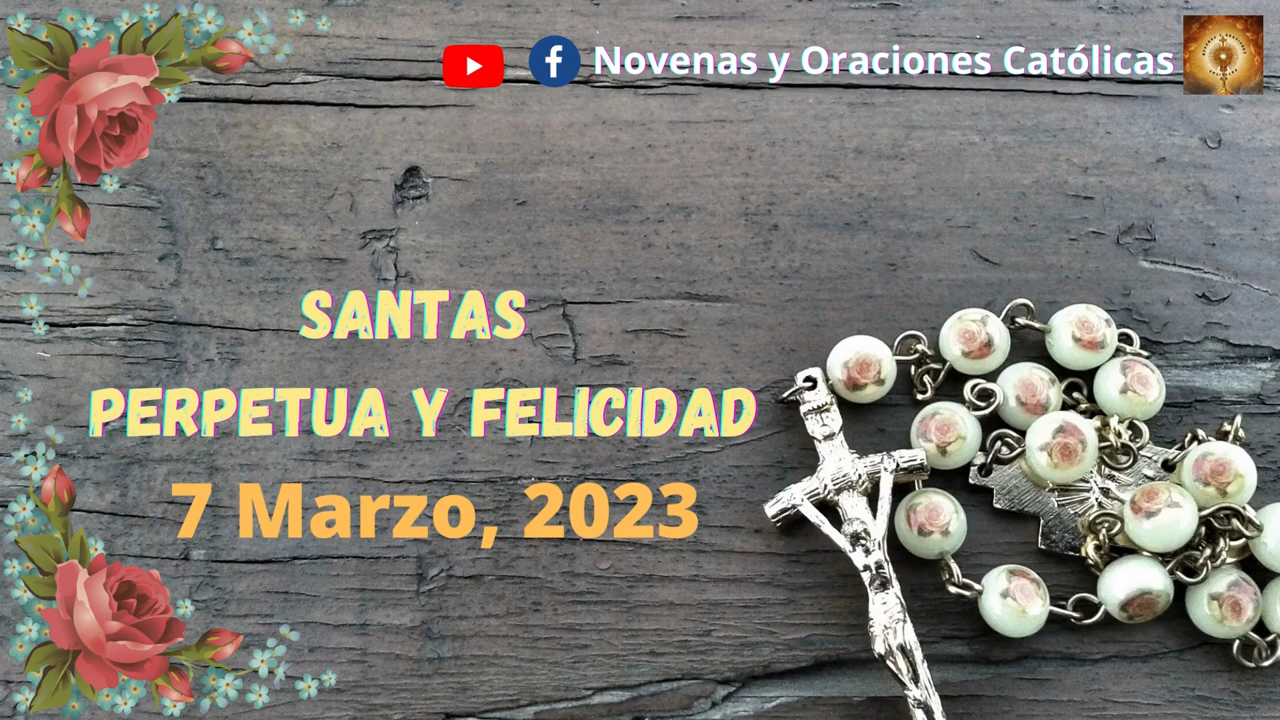 Novenas y Oraciones Católicas
SANTAS
PERPETUA Y FELICIDAD
7 Marzo, 2023